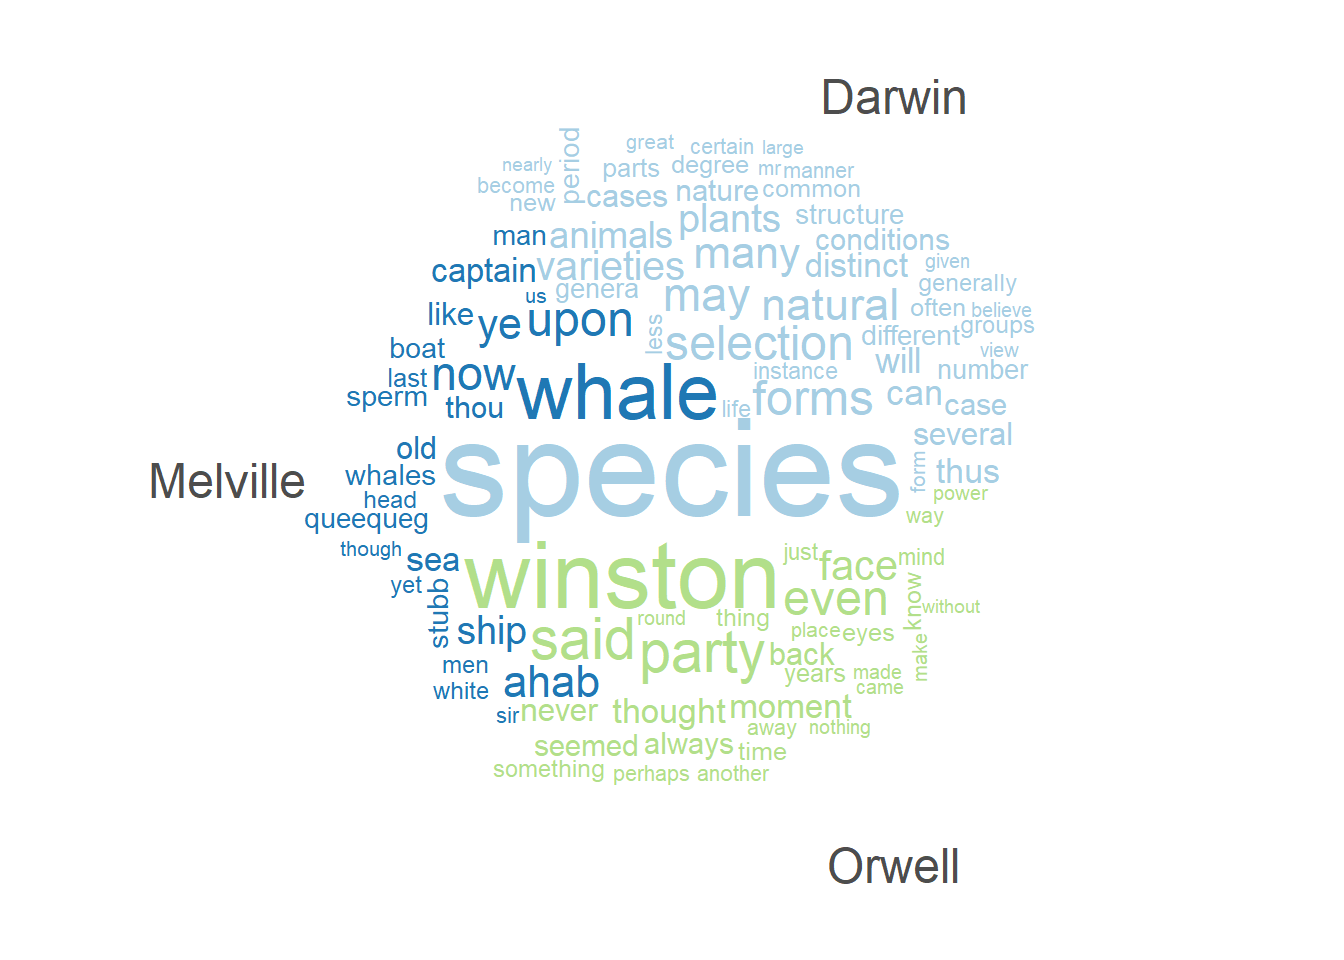 Darwin
great certain large
nearly period parts degree mr manner
become cases nature common
new plants structure
man animals many conditions
captain varieties distinct given
us genera may natural generally
like ye upon less often believe
boat selection different groups
last now whale instance will view
sperm thou life forms can number
case
old species several
Melville whales form thus
head power
queequeg way
though sea winston just face mind
yet even know without
stubb ship said round thing place eyes
party back make
men years made
white ahab came
sir never thought moment
away nothing
seemed always time
something perhaps another
Orwell